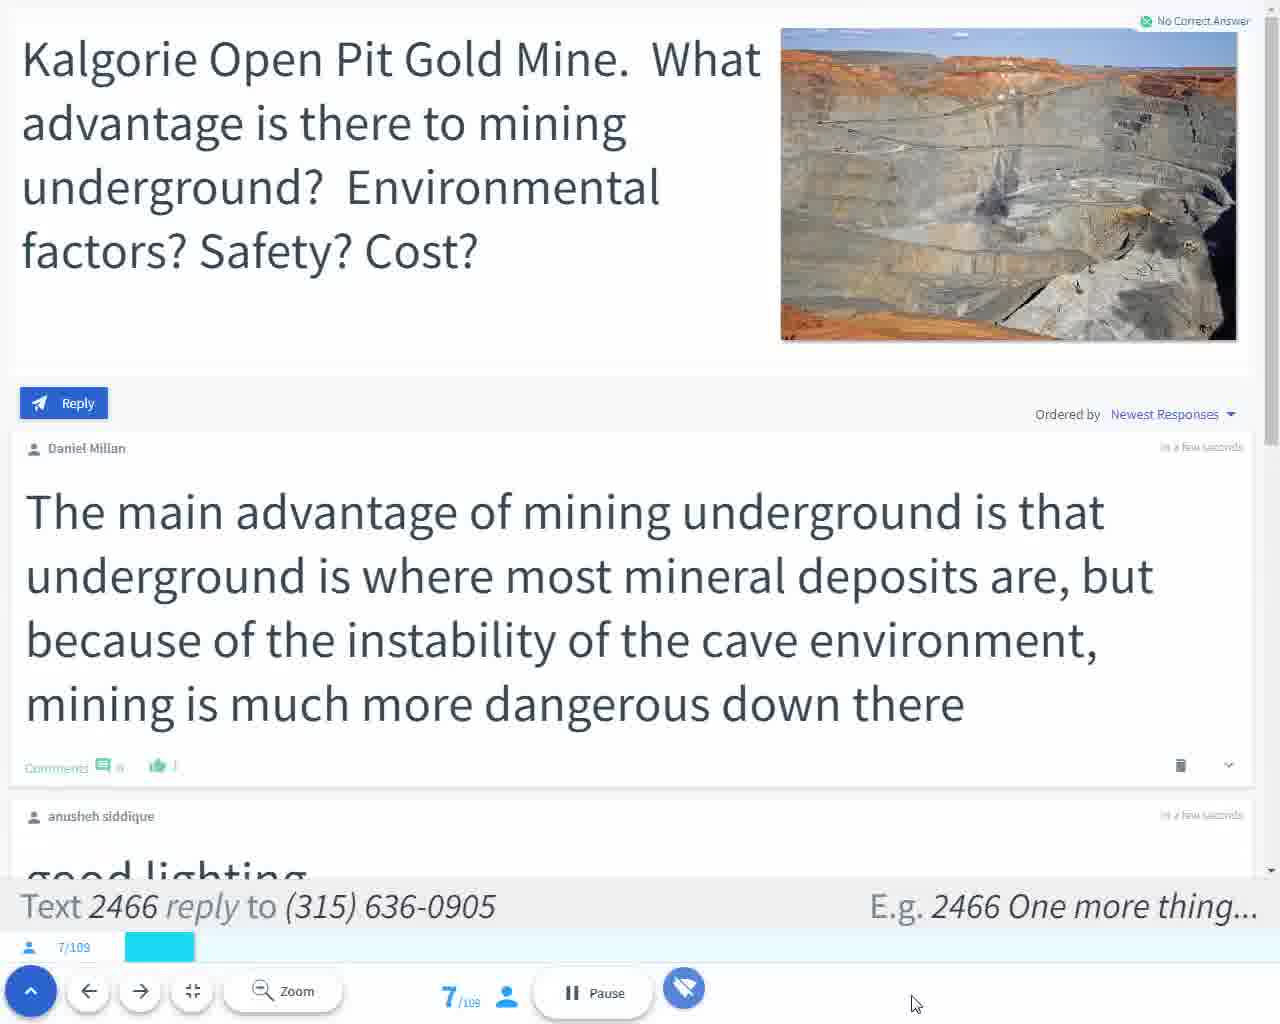 No Correct Answer
Kalgorie Open Pit Gold Mine. What
advantage is there to mining
underground? Environmental
factors? Safety? Cost?
Reply
Ordered by Newest Responses
Daniel Millan
in a few seconds
The main advantage of mining underground is that
underground is where most mineral deposits are, but
because of the instability of the cave environment,
mining is much more dangerous down there
Comments 0 1
anusheh siddique
in a few seconds
good lighting
Text 2466 reply to (315) 636-0905
E.g. 2466 One more thing...
7/109
Zoom
7/109
Pause